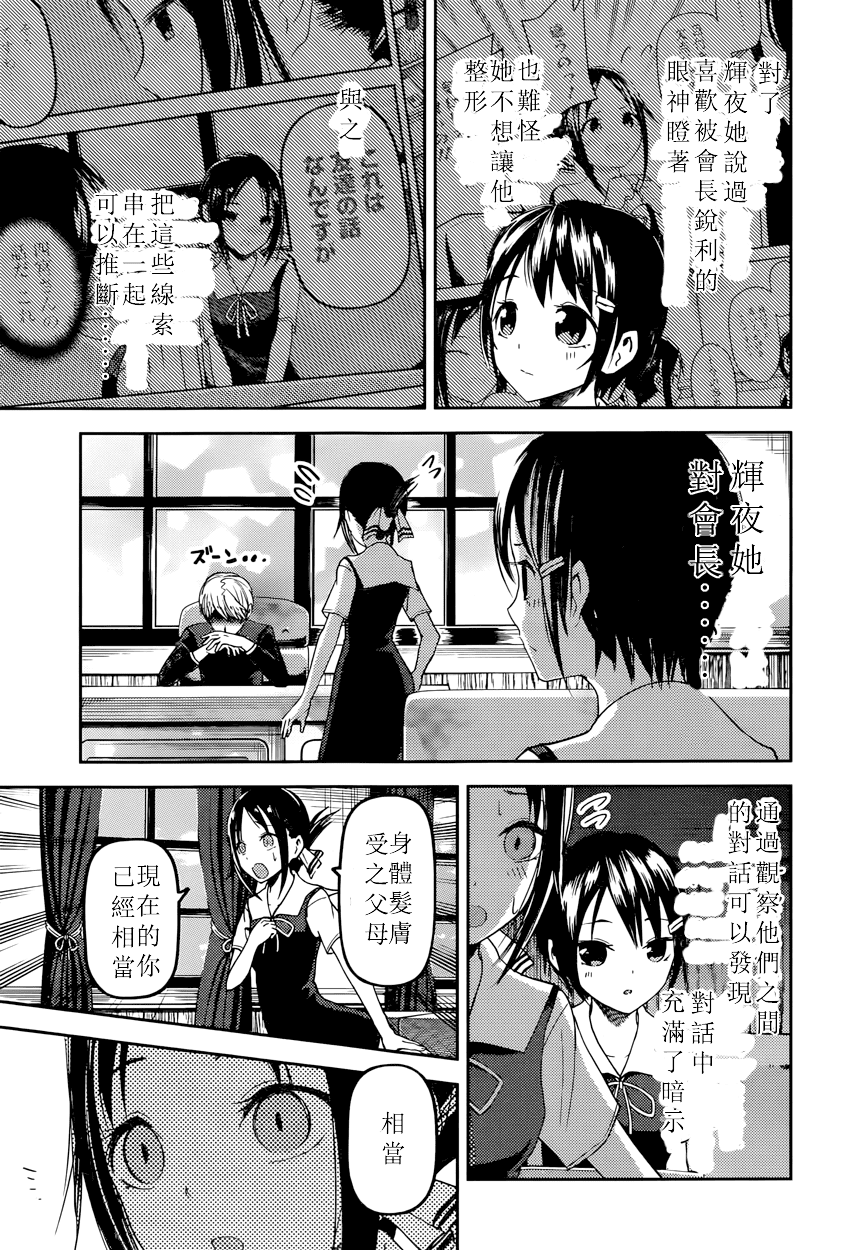 對了
輝夜她說過
喜歡被會長銳利的
眼神瞪著
也難怪
她不想讓他
整形
與之
これは
友達の話
なんですか
把這些線索
串在一起
可以推斷……
輝夜她
對會長……
ズーン・・・
通過觀察他們之間
的對話可以發現
對話中
充滿了暗示
身體髮膚
受之父母
現在的你
已經相當
相當